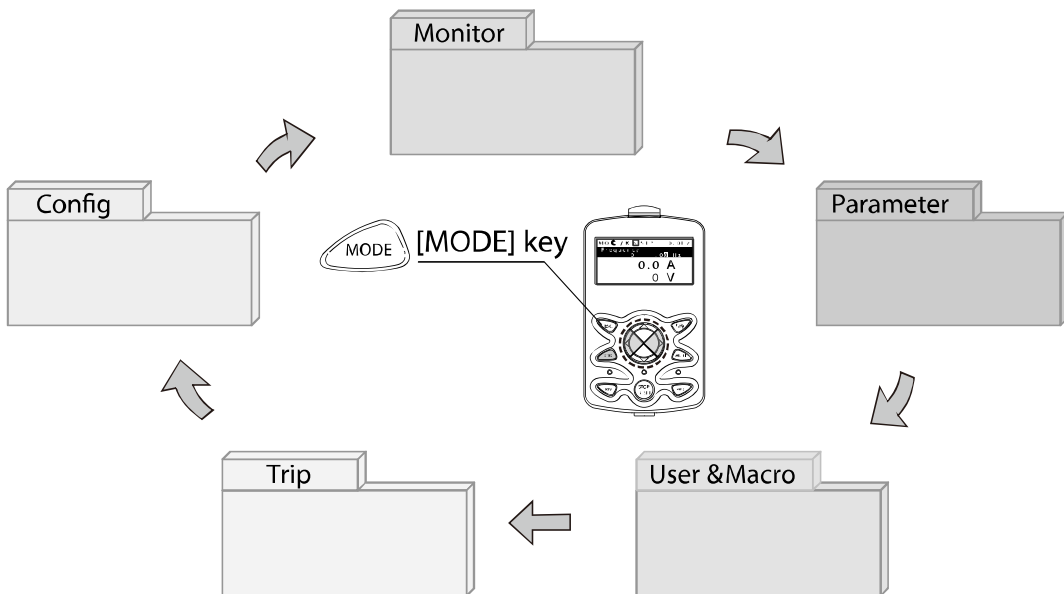 Monitor
Config
Parameter
MODE
[MODE] key
0.0 A
0 V
Trip
User &Macro